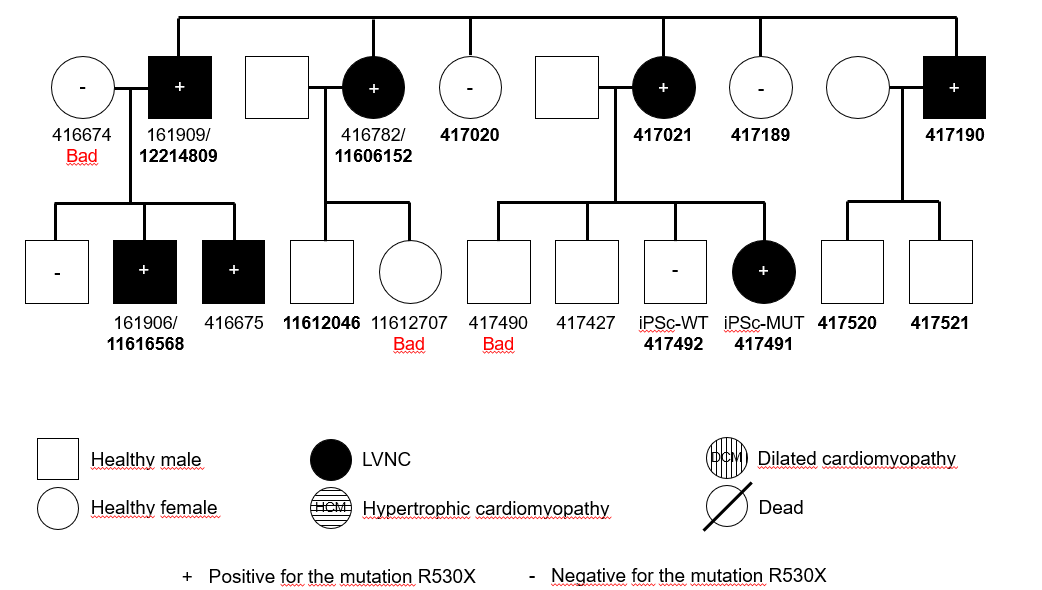 - + + - + - +
416674 161909/ 416782/ 417020 417021 417189 417190
Bad 12214809 11606152
- + + - +
161906/ 416675 11612046 11612707 417490 417427 iPSc-WT iPSc-MUT 417520 417521
11616568 Bad Bad 417492 417491
Healthy male LVNC DCM Dilated cardiomyopathy
Healthy female HCM Hypertrophic cardiomyopathy Dead
+ Positive for the mutation R530X - Negative for the mutation R530X